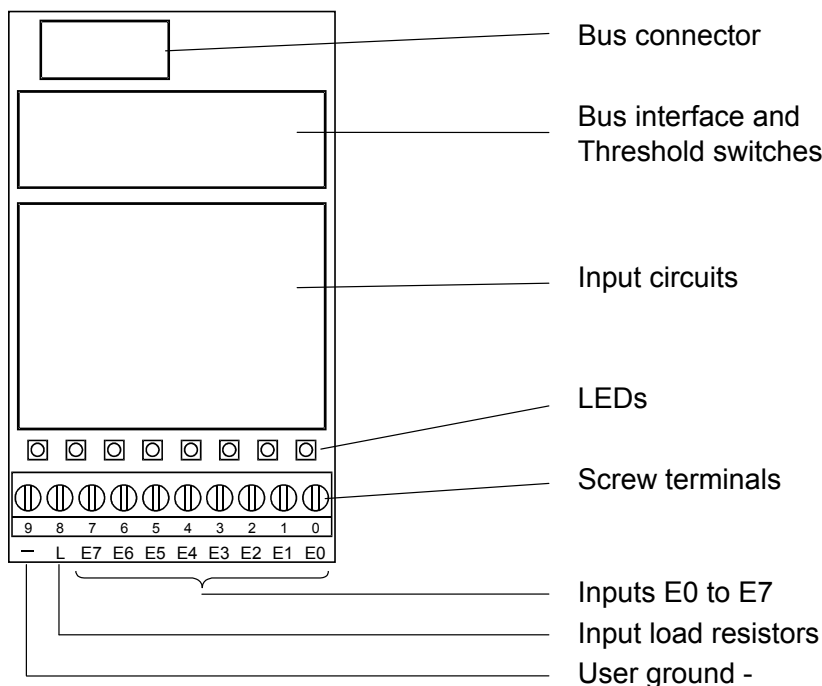 Bus connector
Bus interface and
Threshold switches
Input circuits
LEDs
Screw terminals
9 8 7 6 5 4 3 2 1 0
– L E7 E6 E5 E4 E3 E2 E1 E0
Inputs E0 to E7
Input load resistors
User ground -